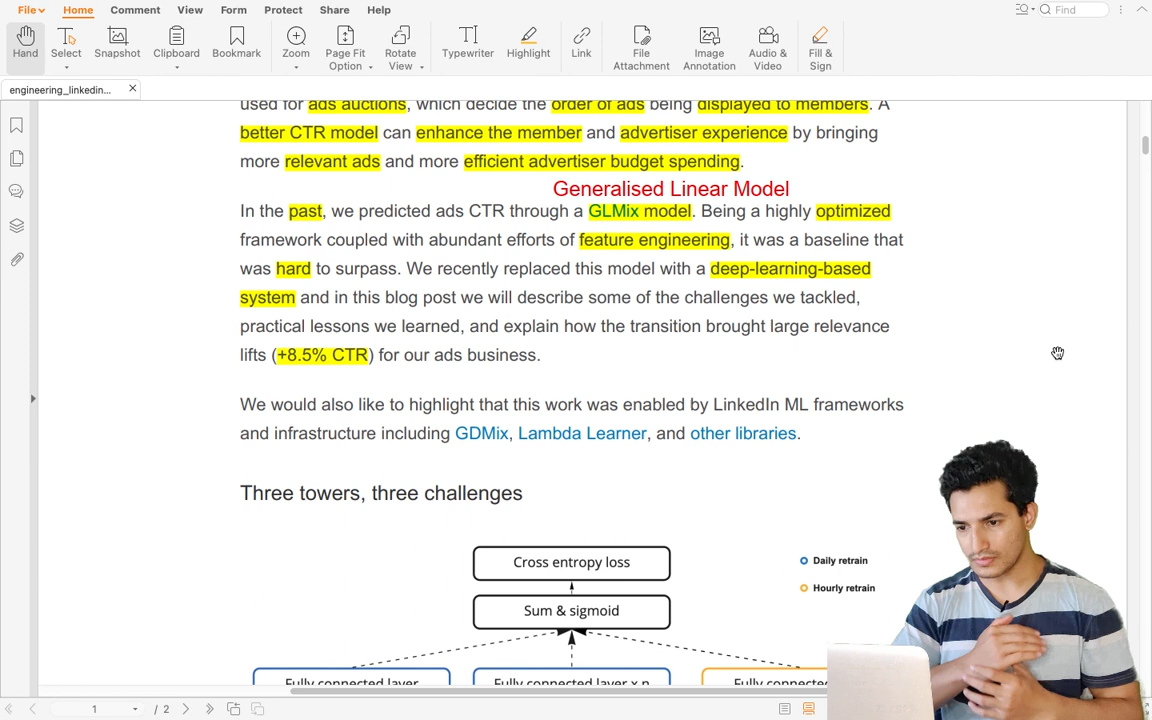 File Home Comment View Form Protect Share Help Find
Hand Select Snapshot Clipboard Bookmark Zoom Page Fit Option Rotate View Typewriter Highlight Link File Attachment Image Annotation Audio & Video Fill & Sign
engineering_linkedin...
used for ads auctions, which decide the order of ads being displayed to members. A
better CTR model can enhance the member and advertiser experience by bringing
more relevant ads and more efficient advertiser budget spending.
Generalised Linear Model
In the past, we predicted ads CTR through a GLMix model. Being a highly optimized
framework coupled with abundant efforts of feature engineering, it was a baseline that
was hard to surpass. We recently replaced this model with a deep-learning-based
system and in this blog post we will describe some of the challenges we tackled,
practical lessons we learned, and explain how the transition brought large relevance
lifts (+8.5% CTR) for our ads business.
We would also like to highlight that this work was enabled by LinkedIn ML frameworks
and infrastructure including GDMix, Lambda Learner, and other libraries.
Three towers, three challenges
Cross entropy loss
Daily retrain
Hourly retrain
Sum & sigmoid
Fully connected layer Fully connected layer x n Fully connected
1 / 2